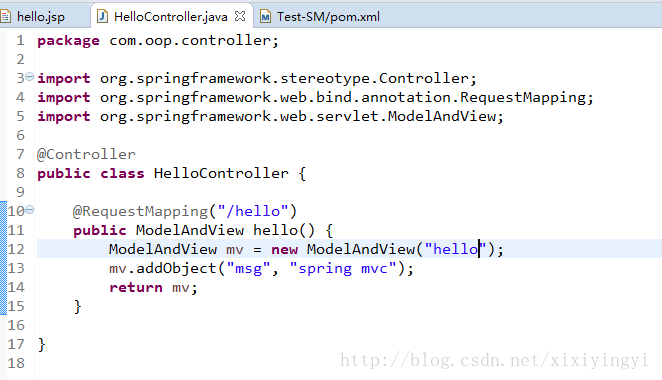 hello.jsp HelloController.java Test-SM/pom.xml
1 package com.oop.controller;
2
3 import org.springframework.stereotype.Controller;
4 import org.springframework.web.bind.annotation.RequestMapping;
5 import org.springframework.web.servlet.ModelAndView;
6
7 @Controller
8 public class HelloController {
9
10 @RequestMapping("/hello")
11 public ModelAndView hello() {
12 ModelAndView mv = new ModelAndView("hello");
13 mv.addObject("msg", "spring mvc");
14 return mv;
15 }
16
17 }
18
http://blog.csdn.net/xixiyingyi